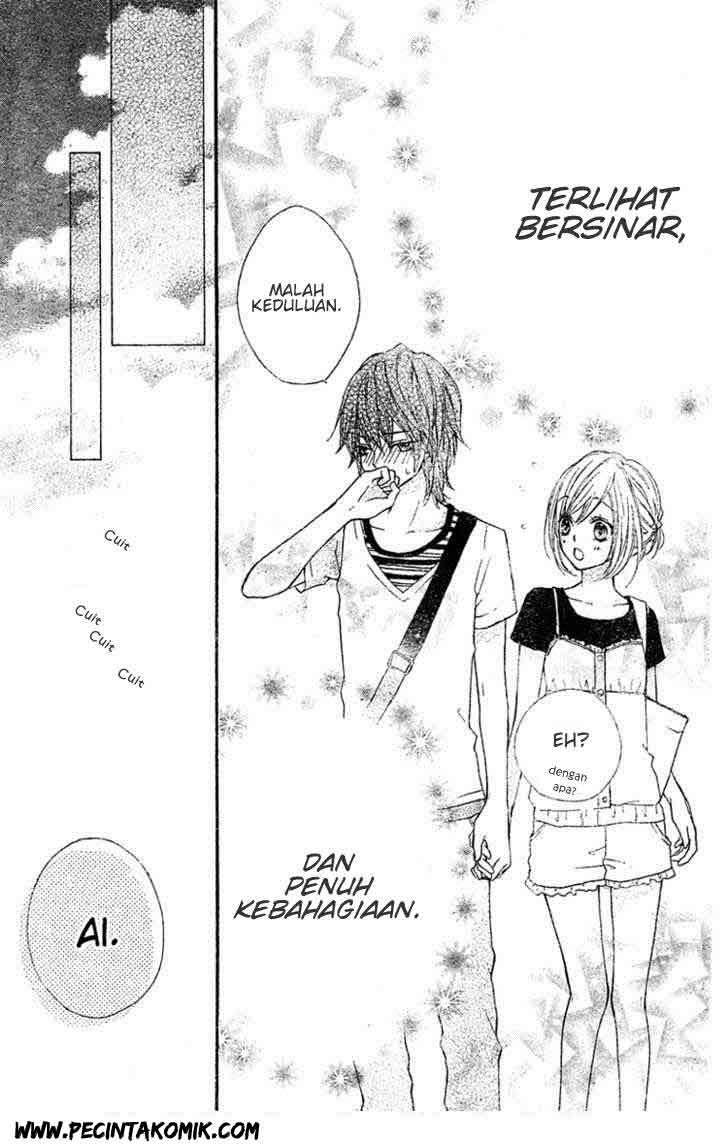 TERLIHAT
BERSINAR,
MALAH
KEDULUAN.
EH?
dengan
apa?
DAN
PENUH
KEBAHAGIAAN.
Cuit
Cuit
Cuit
Cuit
AI.
WWW.PECINTAKOMIK.COM